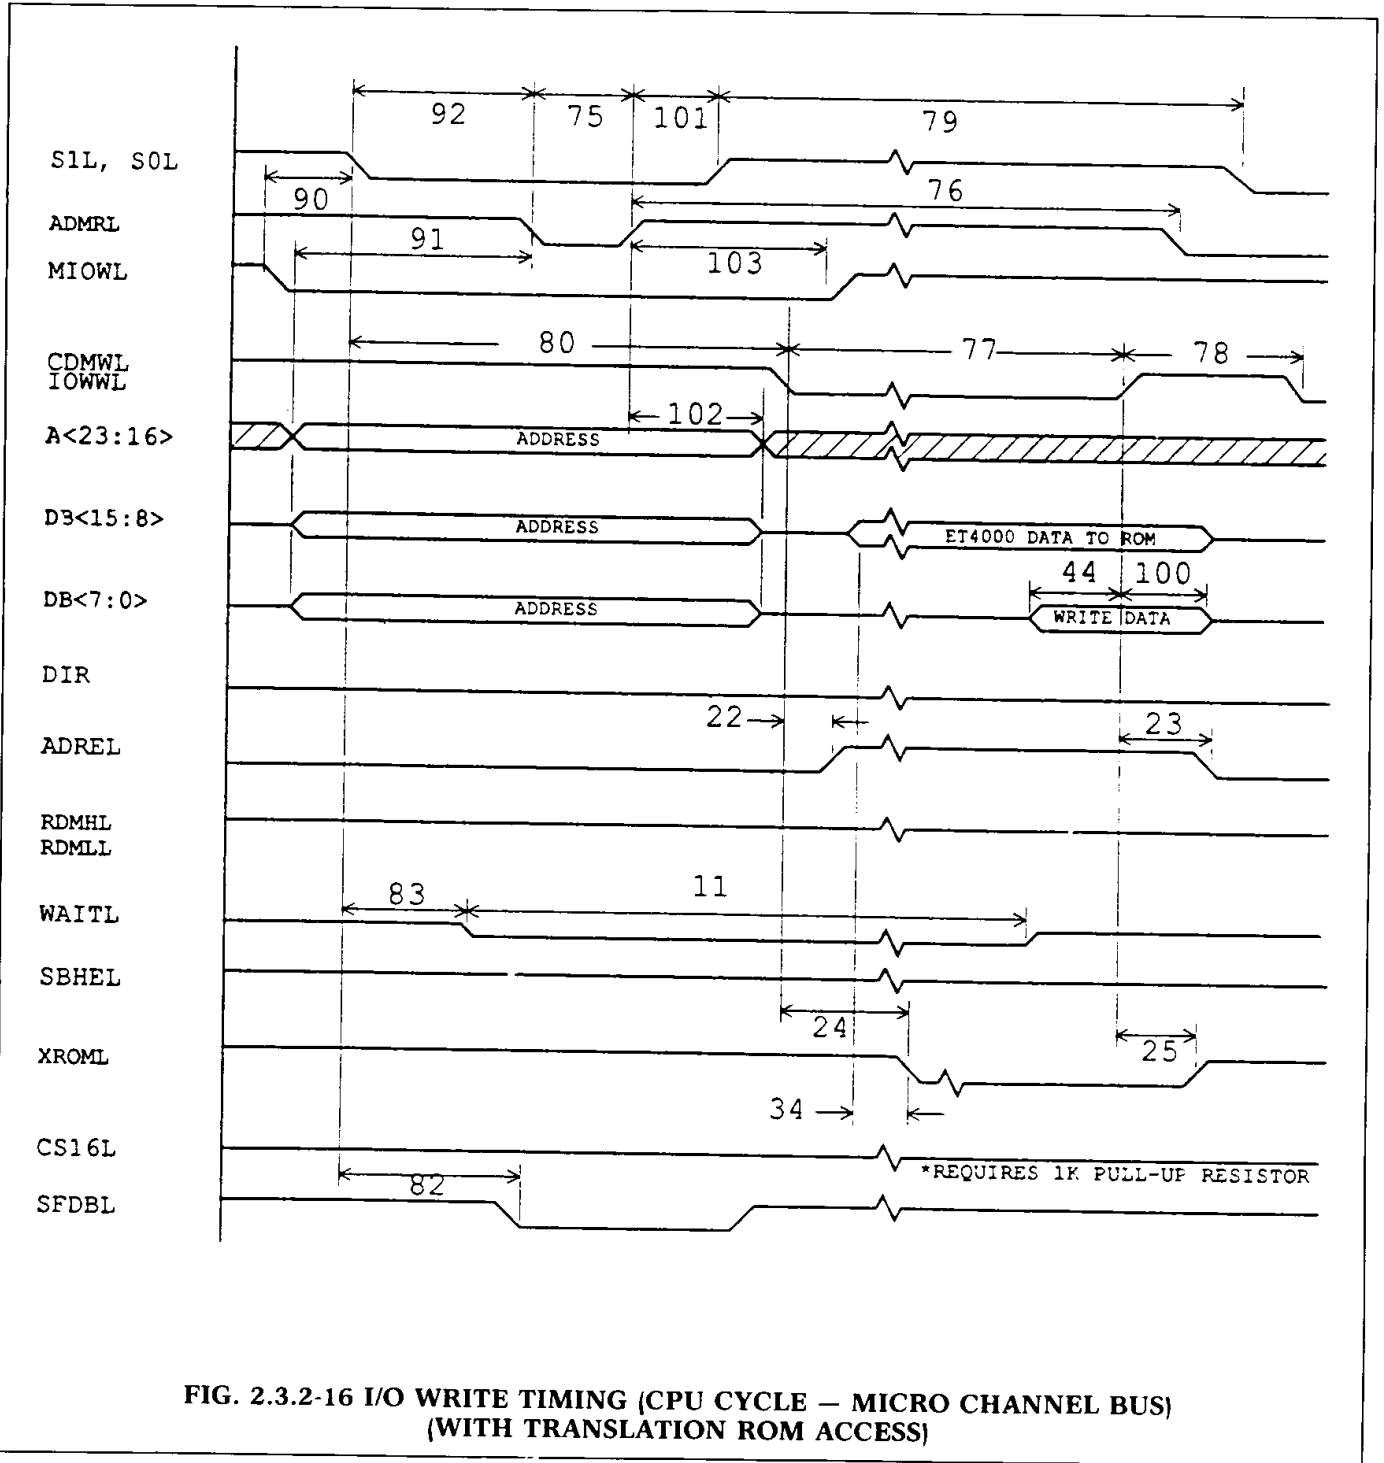 92 75 101 79
S1L, S0L
90 76
ADMRL
91 103
MIOWL
80 77 78
CDMWL
IOWWL
102
A<23:16> ADDRESS
DB<15:8> ADDRESS ET4000 DATA TO ROM
44 100
DB<7:0> ADDRESS WRITE DATA
DIR
22 23
ADREL
RDMHL
RDMLL
83 11
WAITL
SBHEL
24 25
XROML
34
CS16L
*REQUIRES 1K PULL-UP RESISTOR
82
SFDBL
FIG. 2.3.2-16 I/O WRITE TIMING (CPU CYCLE — MICRO CHANNEL BUS)
(WITH TRANSLATION ROM ACCESS)